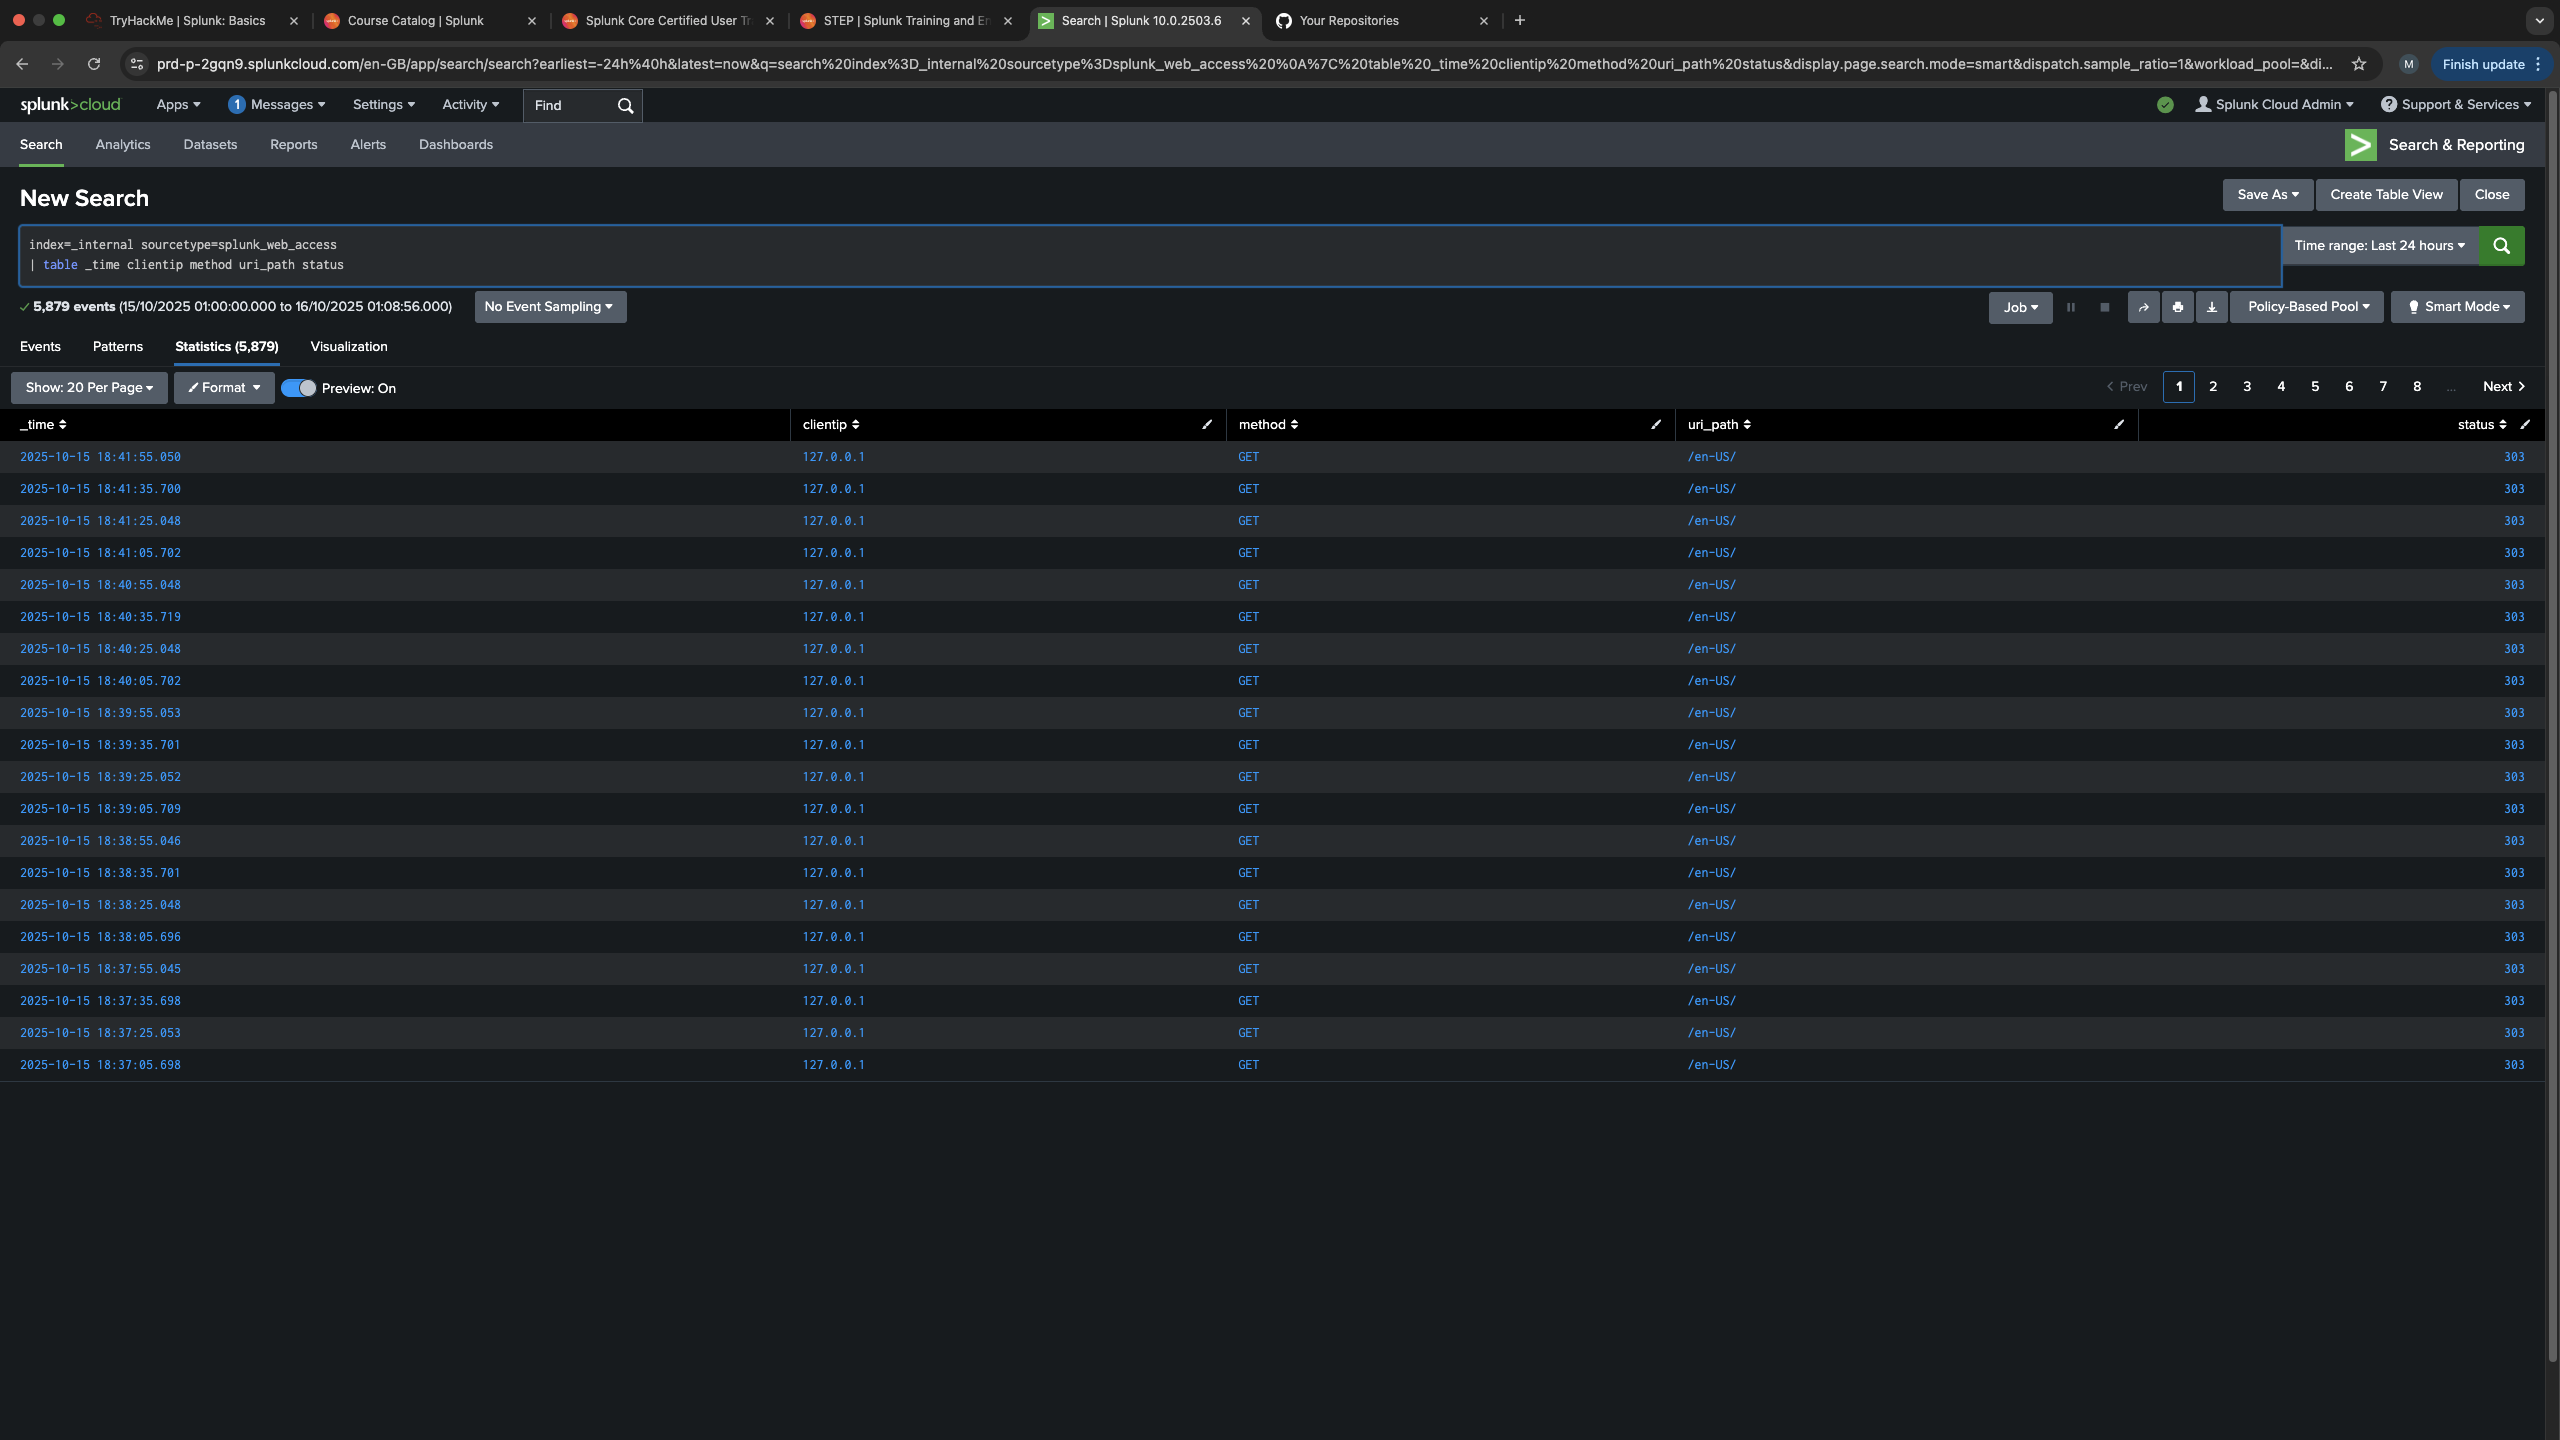 TryHackMe | Splunk: Basics
Course Catalog | Splunk
Splunk Core Certified User Tr
STEP | Splunk Training and En
Search | Splunk 10.0.2503.6
Your Repositories
prd-p-2gqn9.splunkcloud.com/en-GB/app/search/search?earliest=-24h%40h&latest=now&q=search%20index%3D_internal%20sourcetype%3Dsplunk_web_access%20%0A%7C%20table%20_time%20clientip%20method%20uri_path%20status&display.page.search.mode=smart&dispatch.sample_ratio=1&workload_pool=&di...
M
Finish update
splunk>cloud Apps 1 Messages Settings Activity Find Splunk Cloud Admin ? Support & Services
Search Analytics Datasets Reports Alerts Dashboards > Search & Reporting
New Search Save As Create Table View Close
index=_internal sourcetype=splunk_web_access
| table _time clientip method uri_path status
Time range: Last 24 hours
5,879 events (15/10/2025 01:00:00.000 to 16/10/2025 01:08:56.000) No Event Sampling Job Policy-Based Pool Smart Mode
Events Patterns Statistics (5,879) Visualization
Show: 20 Per Page Format Preview: On < Prev 1 2 3 4 5 6 7 8 ... Next >
_time clientip method uri_path status
2025-10-15 18:41:55.050 127.0.0.1 GET /en-US/ 303
2025-10-15 18:41:35.700 127.0.0.1 GET /en-US/ 303
2025-10-15 18:41:25.048 127.0.0.1 GET /en-US/ 303
2025-10-15 18:41:05.702 127.0.0.1 GET /en-US/ 303
2025-10-15 18:40:55.048 127.0.0.1 GET /en-US/ 303
2025-10-15 18:40:35.719 127.0.0.1 GET /en-US/ 303
2025-10-15 18:40:25.048 127.0.0.1 GET /en-US/ 303
2025-10-15 18:40:05.702 127.0.0.1 GET /en-US/ 303
2025-10-15 18:39:55.053 127.0.0.1 GET /en-US/ 303
2025-10-15 18:39:35.701 127.0.0.1 GET /en-US/ 303
2025-10-15 18:39:25.052 127.0.0.1 GET /en-US/ 303
2025-10-15 18:39:05.709 127.0.0.1 GET /en-US/ 303
2025-10-15 18:38:55.046 127.0.0.1 GET /en-US/ 303
2025-10-15 18:38:35.701 127.0.0.1 GET /en-US/ 303
2025-10-15 18:38:25.048 127.0.0.1 GET /en-US/ 303
2025-10-15 18:38:05.696 127.0.0.1 GET /en-US/ 303
2025-10-15 18:37:55.045 127.0.0.1 GET /en-US/ 303
2025-10-15 18:37:35.698 127.0.0.1 GET /en-US/ 303
2025-10-15 18:37:25.053 127.0.0.1 GET /en-US/ 303
2025-10-15 18:37:05.698 127.0.0.1 GET /en-US/ 303